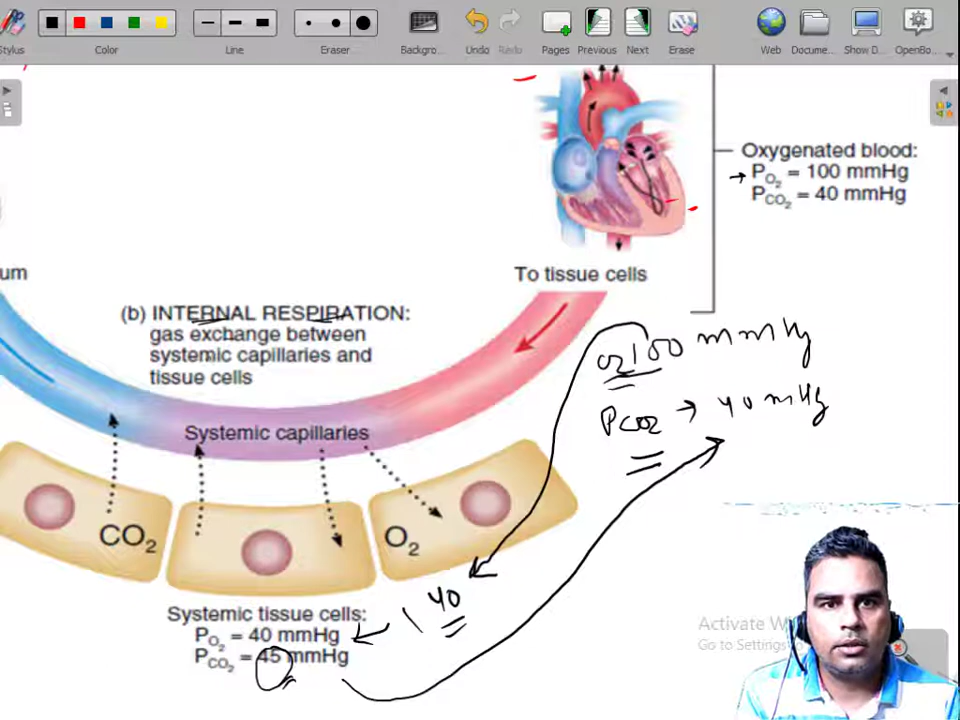 Stylus
Color
Line
Eraser
Backgro...
Undo
Redo
Pages
Previous
Next
Erase
Web
Docume...
Show D...
OpenBo...
Oxygenated blood:
PO2 = 100 mmHg
PCO2 = 40 mmHg
um
To tissue cells
(b) INTERNAL RESPIRATION:
gas exchange between
systemic capillaries and
tissue cells
O2 100 mmHg
PCO2 → 40 mHg
Systemic capillaries
CO2
O2
40
Systemic tissue cells:
PO2 = 40 mmHg
PCO2 = 45 mmHg
Activate W
Go to Settings